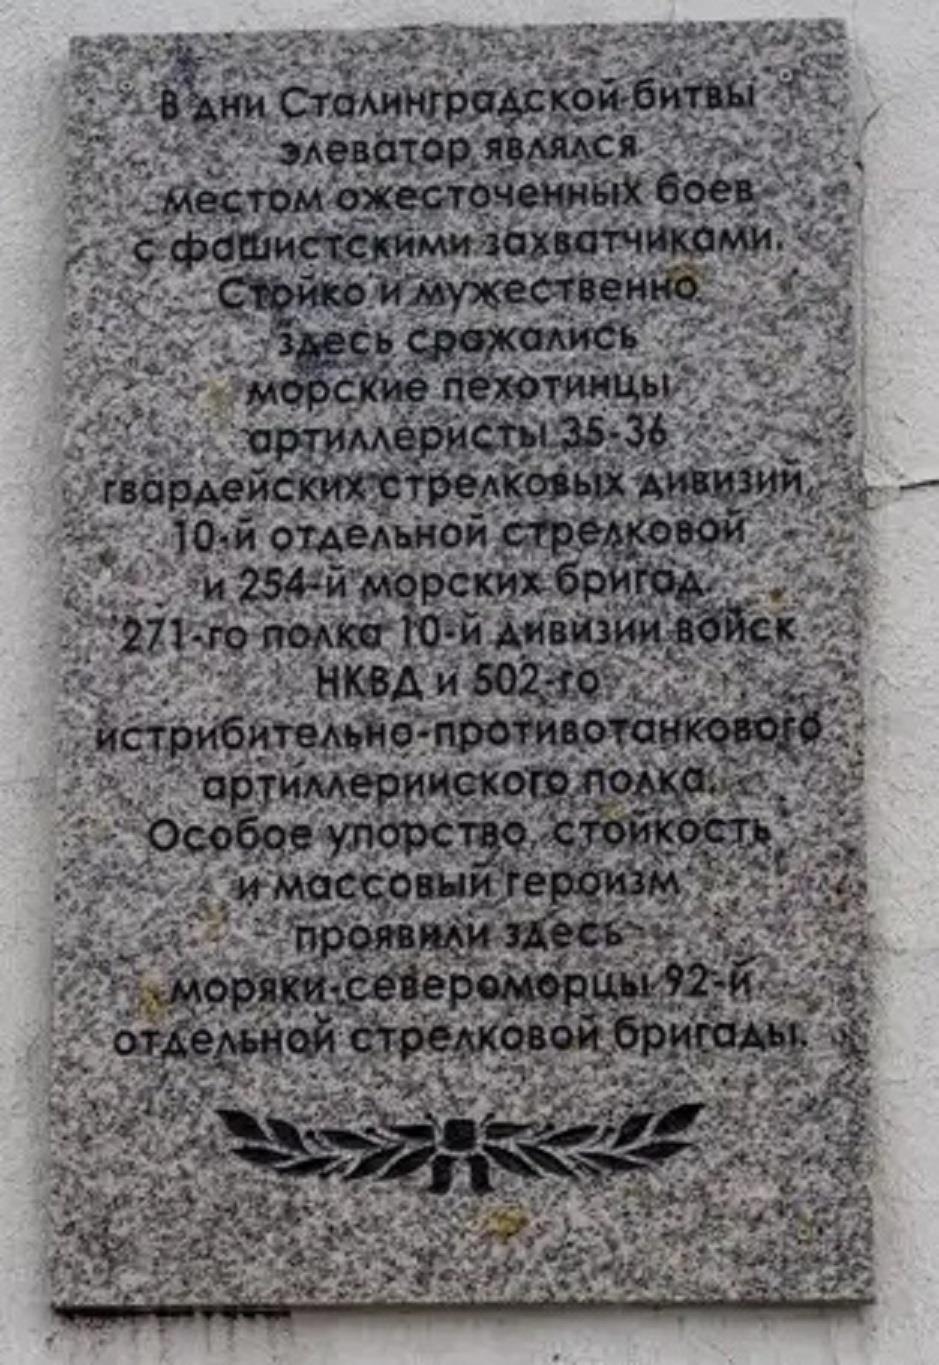 В дни Сталинградской битвы
элеватор являлся
местом ожесточенных боев
с фашистскими захватчиками.
Стойко и мужественно
здесь сражались
морские пехотинцы
артиллеристы 35-36
гвардейских стрелковых дивизий,
10-й отдельной стрелковой
и 254-й морских бригад
271-го полка 10-й дивизии войск
НКВД и 502-го
истрибительно-противотанкового
артиллерииского полка.
Особое упорство стойкость
и массовый героизм
проявили здесь
моряки-североморцы 92-й
отдельной стрелковой бригады.